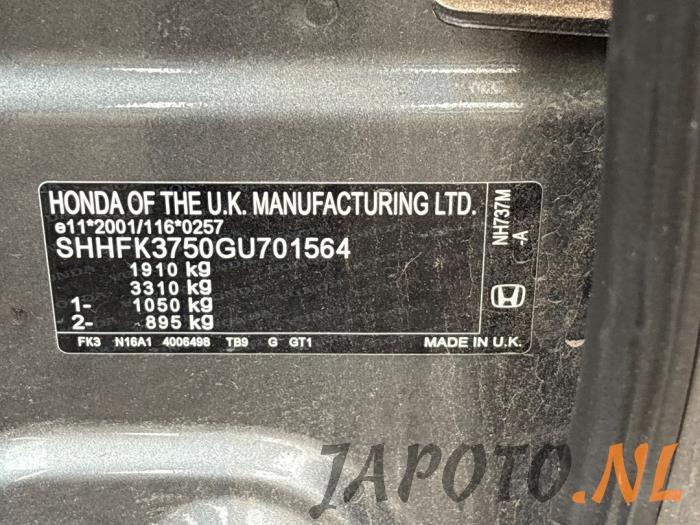 HONDA OF THE U.K. MANUFACTURING LTD.
e11*2001/116*0257
SHHFK3750GU701564
1910 kg
3310 kg
1- 1050 kg
2- 895 kg
FK3 N16A1 4006498 TB9 G GT1 MADE IN U.K.
NH737M
-A
JAPOTO.NL